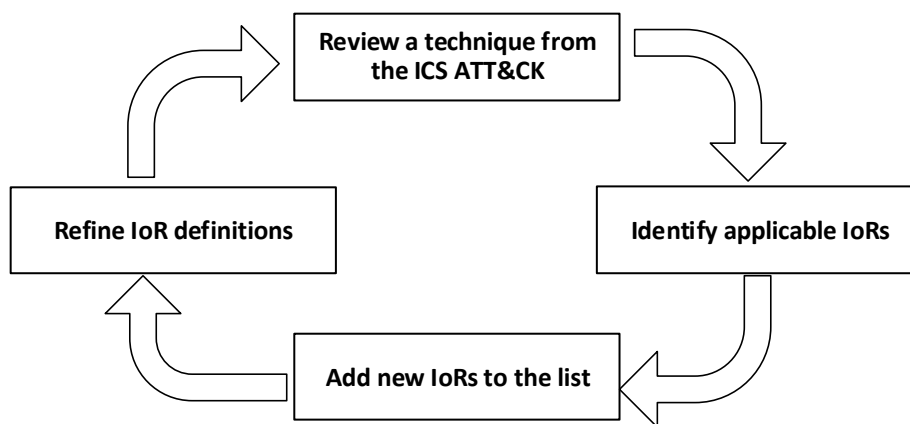 Review a technique from
the ICS ATT&CK
Refine IoR definitions
Identify applicable IoRs
Add new IoRs to the list